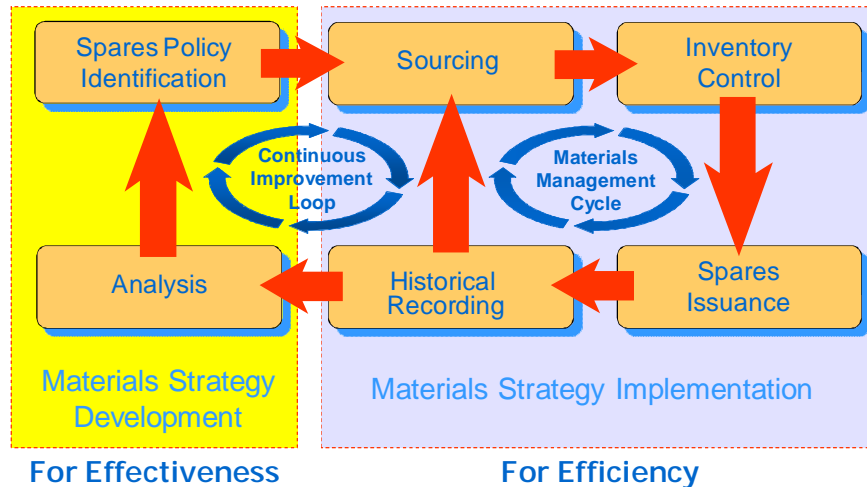 Spares Policy
Identification
Sourcing
Inventory
Control
Continuous
Improvement
Loop
Materials
Management
Cycle
Analysis
Historical
Recording
Spares
Issuance
Materials Strategy
Development
Materials Strategy Implementation
For Effectiveness
For Efficiency